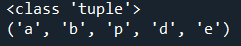 <class 'tuple'>
('a', 'b', 'p', 'd', 'e')